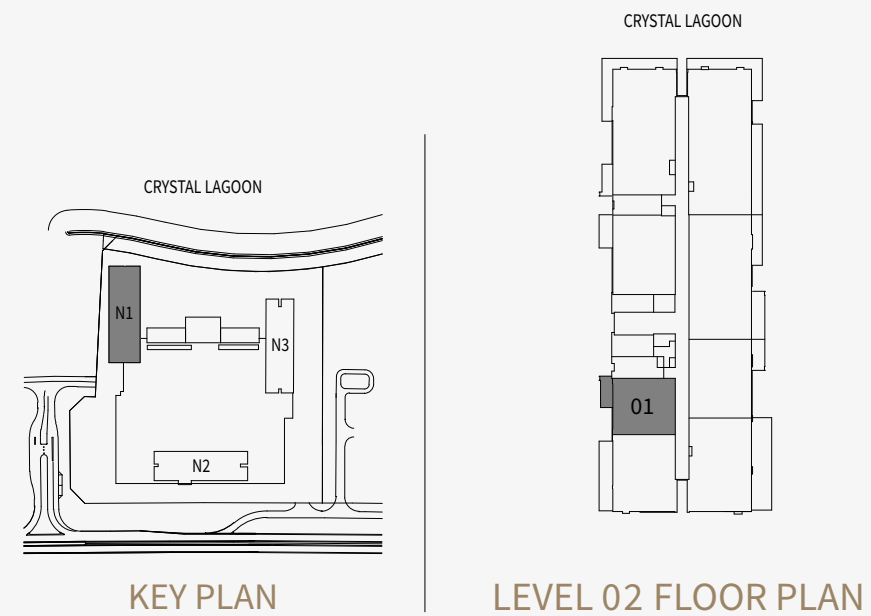 CRYSTAL LAGOON
N1
N3
N2
KEY PLAN
CRYSTAL LAGOON
01
LEVEL 02 FLOOR PLAN